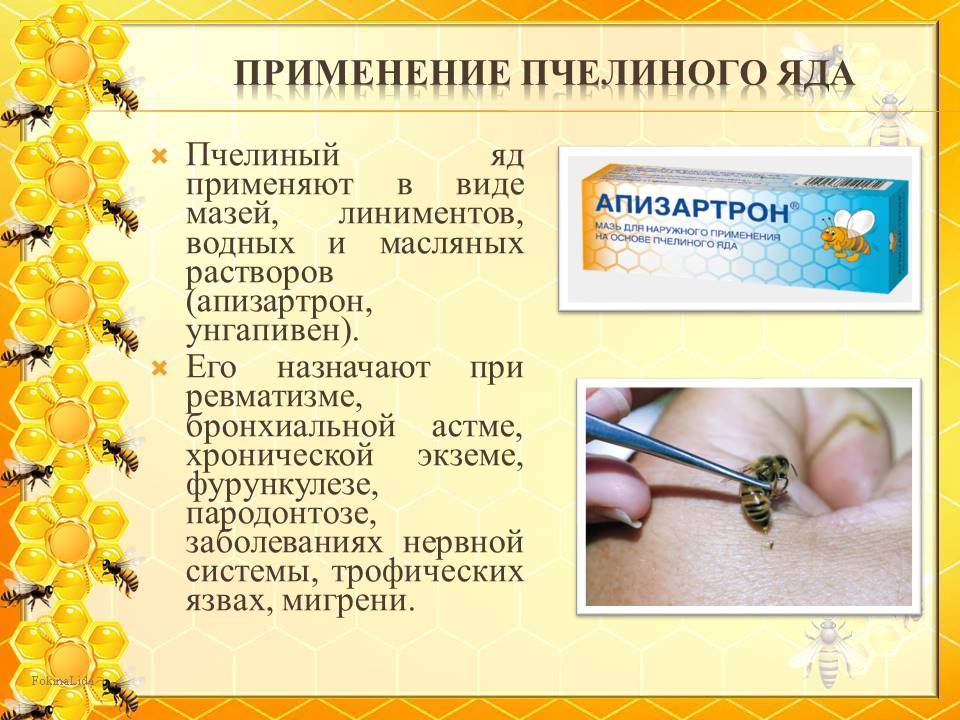 ПРИМЕНЕНИЕ ПЧЕЛИНОГО ЯДА
Пчелиный яд
применяют в виде
мазей, линиментов,
водных и масляных
растворов
(апизартрон,
унгапивен).
Его назначают при
ревматизме,
бронхиальной астме,
хронической экземе,
фурункулезе,
пародонтозе,
заболеваниях нервной
системы, трофических
язвах, мигрени.
АПИЗАРТРОН®
МАЗЬ ДЛЯ НАРУЖНОГО ПРИМЕНЕНИЯ
НА ОСНОВЕ ПЧЕЛИНОГО ЯДА
FokinaLida